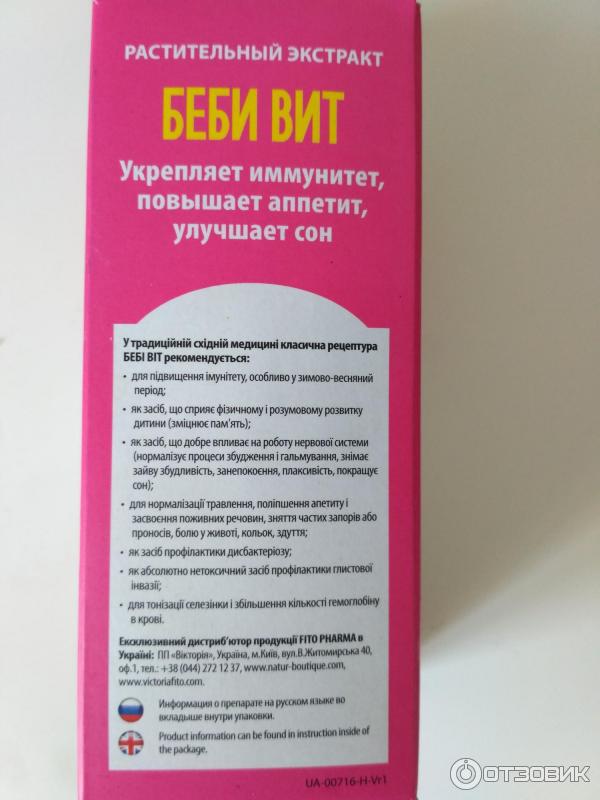 РАСТИТЕЛЬНЫЙ ЭКСТРАКТ
БЕБИ ВИТ
Укрепляет иммунитет,
повышает аппетит,
улучшает сон
У традиційній східній медицині класична рецептура
БЕБІ ВІТ рекомендується:
• для підвищення імунітету, особливо у зимово-весняний
період;
• як засіб, що сприяє фізичному і розумовому розвитку
дитини (зміцнює пам'ять);
• як засіб, що добре впливає на роботу нервової системи
(нормалізує процеси збудження і гальмування, знімає
зайву збудливість, занепокоєння, плаксивість, покращує
сон);
• для нормалізації травлення, поліпшення апетиту і
засвоєння поживних речовин, зняття частих запорів або
проносів, болю у животі, кольок, здуття;
• як засіб профілактики дисбактеріозу;
• як абсолютно нетоксичний засіб профілактики глистової
інвазії;
• для тонізації селезінки і збільшення кількості гемоглобіну
в крові.
Ексклюзивний дистриб'ютор продукції FITO PHARMA в
Україні: ПП «Вікторія», Україна, м.Київ, вул.В.Житомирська 40,
оф.1, тел.: +38 (044) 272 12 37, www.natur-boutique.com,
www.victoriafito.com.
Информация о препарате на русском языке во
вкладыше внутри упаковки.
Product information can be found in instruction inside of
the package.
UA-00716-H-Vr1
ОТЗОВИК